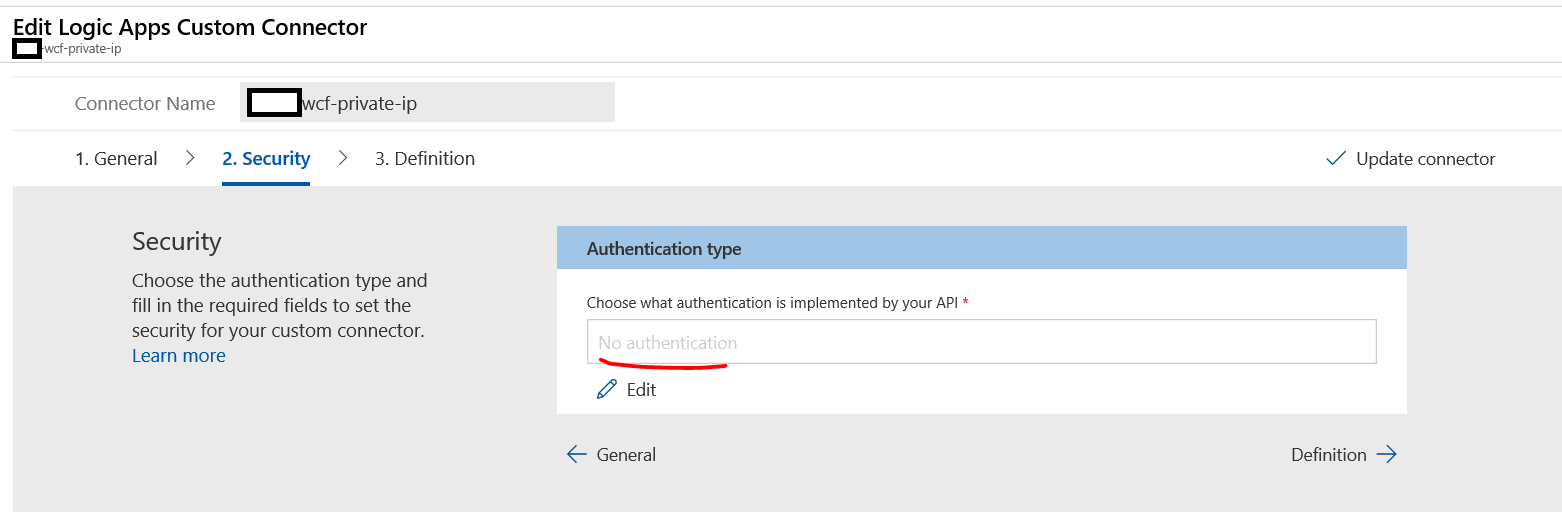 Edit Logic Apps Custom Connector
-wcf-private-ip
Connector Name
wcf-private-ip
1. General
2. Security
3. Definition
Update connector
Security
Choose the authentication type and
fill in the required fields to set the
security for your custom connector.
Learn more
Authentication type
Choose what authentication is implemented by your API *
No authentication
Edit
General
Definition